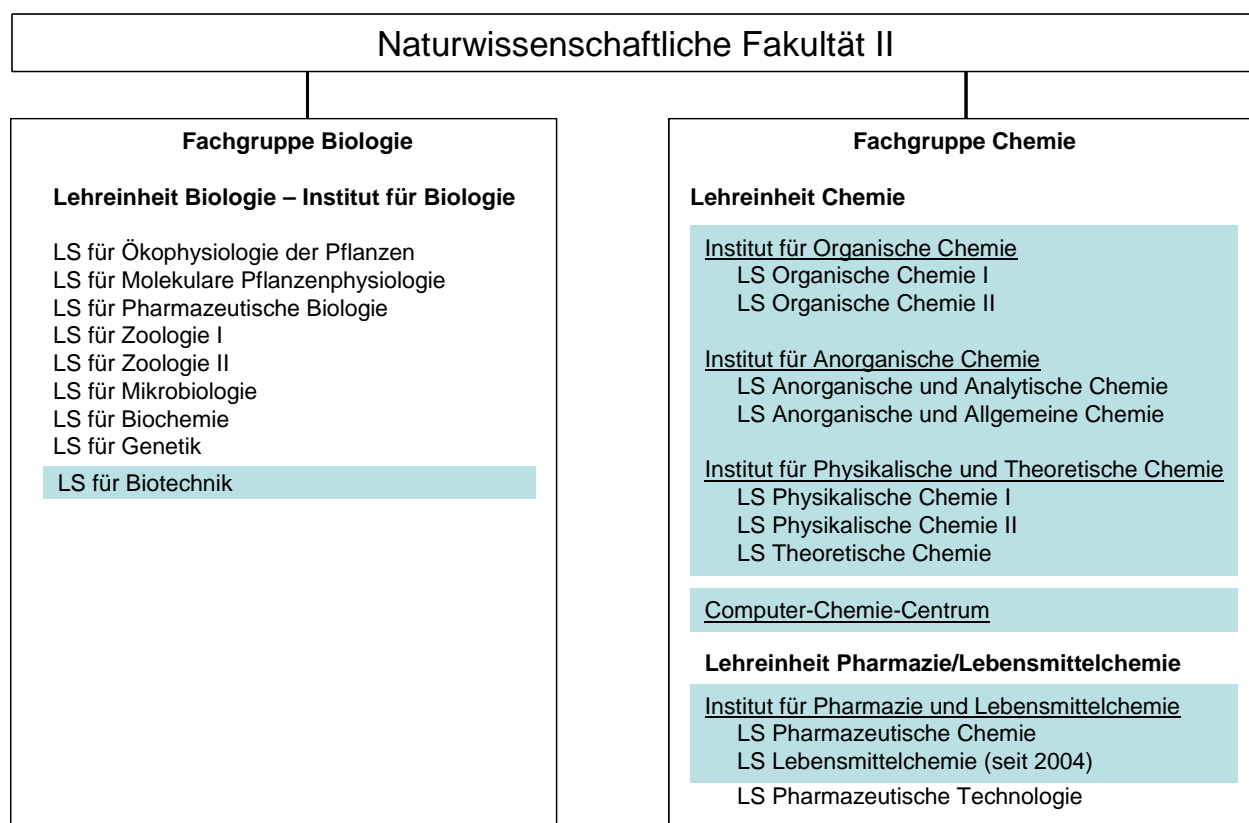 Naturwissenschaftliche Fakultät II
Fachgruppe Biologie
Lehreinheit Biologie – Institut für Biologie
LS für Ökophysiologie der Pflanzen
LS für Molekulare Pflanzenphysiologie
LS für Pharmazeutische Biologie
LS für Zoologie I
LS für Zoologie II
LS für Mikrobiologie
LS für Biochemie
LS für Genetik
LS für Biotechnik
Fachgruppe Chemie
Lehreinheit Chemie
Institut für Organische Chemie
LS Organische Chemie I
LS Organische Chemie II
Institut für Anorganische Chemie
LS Anorganische und Analytische Chemie
LS Anorganische und Allgemeine Chemie
Institut für Physikalische und Theoretische Chemie
LS Physikalische Chemie I
LS Physikalische Chemie II
LS Theoretische Chemie
Computer-Chemie-Centrum
Lehreinheit Pharmazie/Lebensmittelchemie
Institut für Pharmazie und Lebensmittelchemie
LS Pharmazeutische Chemie
LS Lebensmittelchemie (seit 2004)
LS Pharmazeutische Technologie